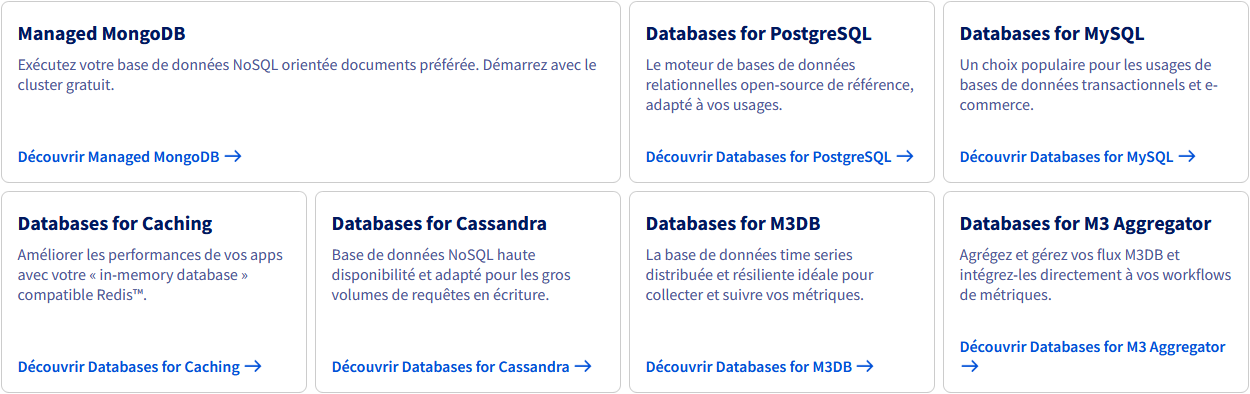 Managed MongoDB
Exécutez votre base de données NoSQL orientée documents préférée. Démarrez avec le
cluster gratuit.
Découvrir Managed MongoDB →
Databases for PostgreSQL
Le moteur de bases de données
relationnelles open-source de référence,
adapté à vos usages.
Découvrir Databases for PostgreSQL →
Databases for MySQL
Un choix populaire pour les usages de
bases de données transactionnels et e-
commerce.
Découvrir Databases for MySQL →
Databases for Caching
Améliorer les performances de vos apps
avec votre « in-memory database »
compatible Redis™.
Découvrir Databases for Caching →
Databases for Cassandra
Base de données NoSQL haute
disponibilité et adapté pour les gros
volumes de requêtes en écriture.
Découvrir Databases for Cassandra →
Databases for M3DB
La base de données time series
distribuée et résiliente idéale pour
collecter et suivre vos métriques.
Découvrir Databases for M3DB →
Databases for M3 Aggregator
Agrégez et gérez vos flux M3DB et
intégrez-les directement à vos workflows
de métriques.
Découvrir Databases for M3 Aggregator
→